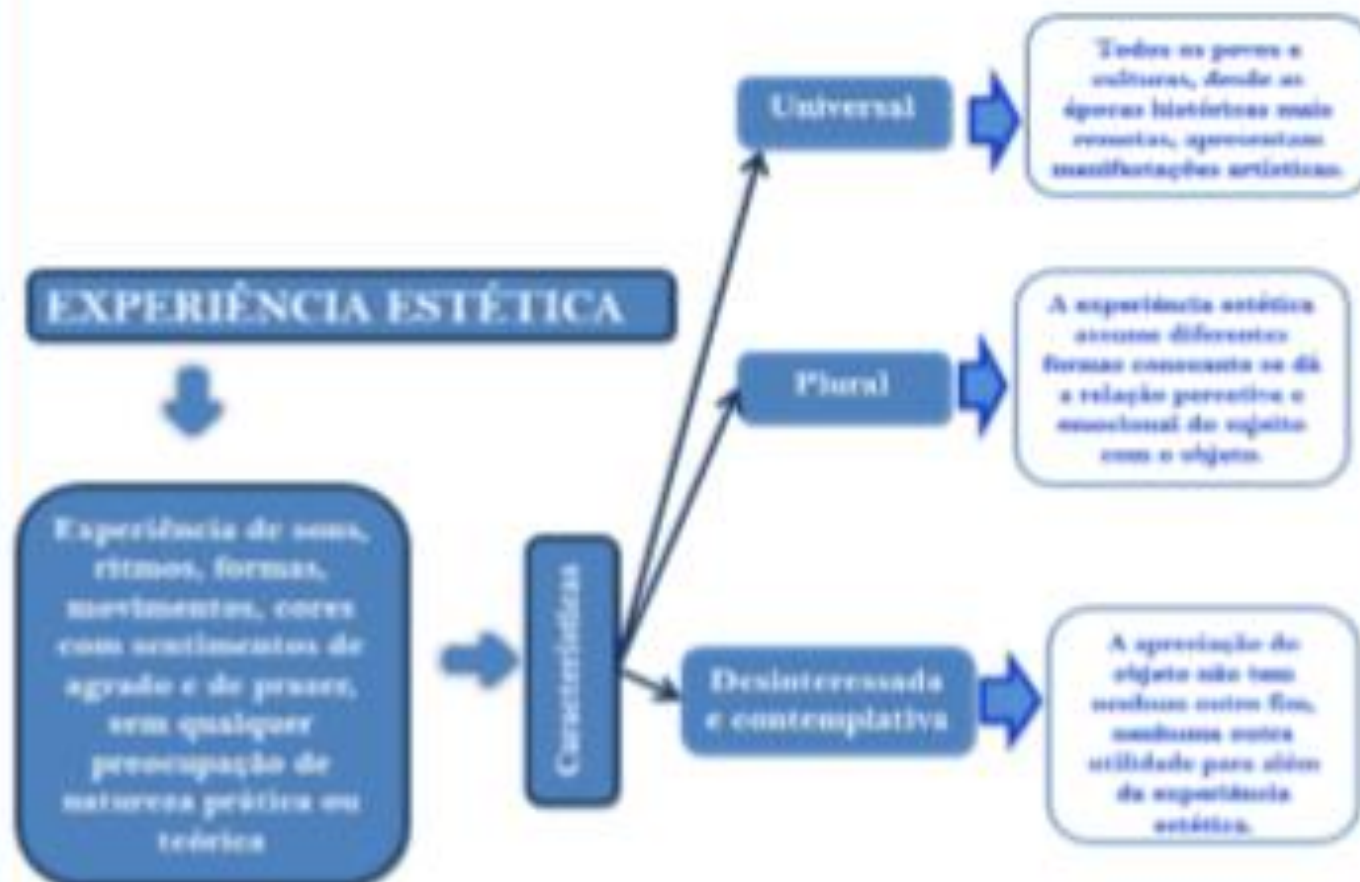 EXPERIÊNCIA ESTÉTICA
Experiência de sons,
ritmos, formas,
movimentos, cores
com sentimentos de
agrado e de prazer,
sem qualquer
preocupação de
natureza prática ou
teórica
Características
Universal
Todos os povos e
culturas, desde as
épocas históricas mais
remotas, apresentam
manifestações artísticas.
Plural
A experiência estética
assume diferentes
formas consoante se dá
a relação percetiva e
emocional do sujeito
com o objeto.
Desinteressada
e contemplativa
A apreciação do
objeto não tem
nenhum outro fim,
nenhuma outra
utilidade para além
da experiência
estética.